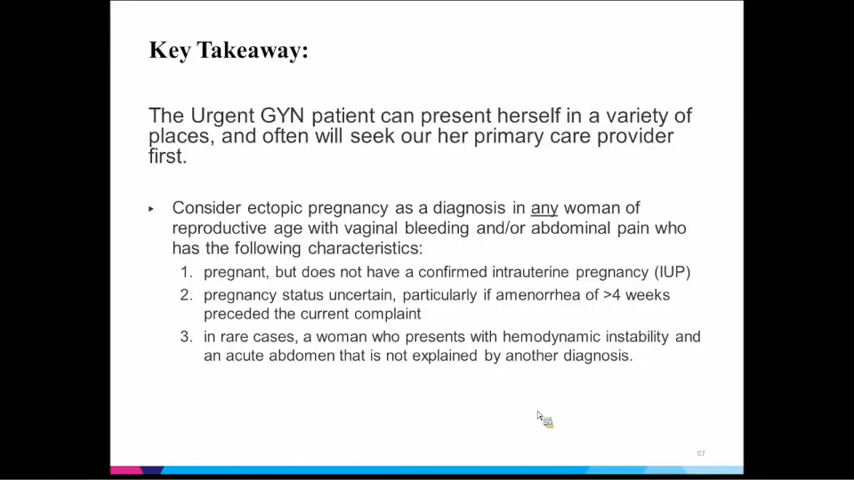 Key Takeaway:
The Urgent GYN patient can present herself in a variety of
places, and often will seek our her primary care provider
first.
▸ Consider ectopic pregnancy as a diagnosis in any woman of
reproductive age with vaginal bleeding and/or abdominal pain who
has the following characteristics:
1. pregnant, but does not have a confirmed intrauterine pregnancy (IUP)
2. pregnancy status uncertain, particularly if amenorrhea of >4 weeks
preceded the current complaint
3. in rare cases, a woman who presents with hemodynamic instability and
an acute abdomen that is not explained by another diagnosis.
07